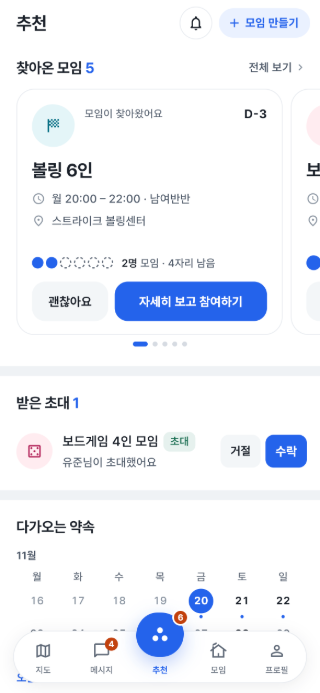 추천
+ 모임 만들기
찾아온 모임 5
전체 보기 >
모임이 찾아왔어요
D-3
볼링 6인
월 20:00 – 22:00 · 남여반반
스트라이크 볼링센터
2명 모임 · 4자리 남음
괜찮아요
자세히 보고 참여하기
받은 초대 1
보드게임 4인 모임 초대
유준님이 초대했어요
거절
수락
다가오는 약속
11월
월 화 수 목 금 토 일
16 17 18 19 20 21 22
6
4
지도
메시지
추천
모임
프로필